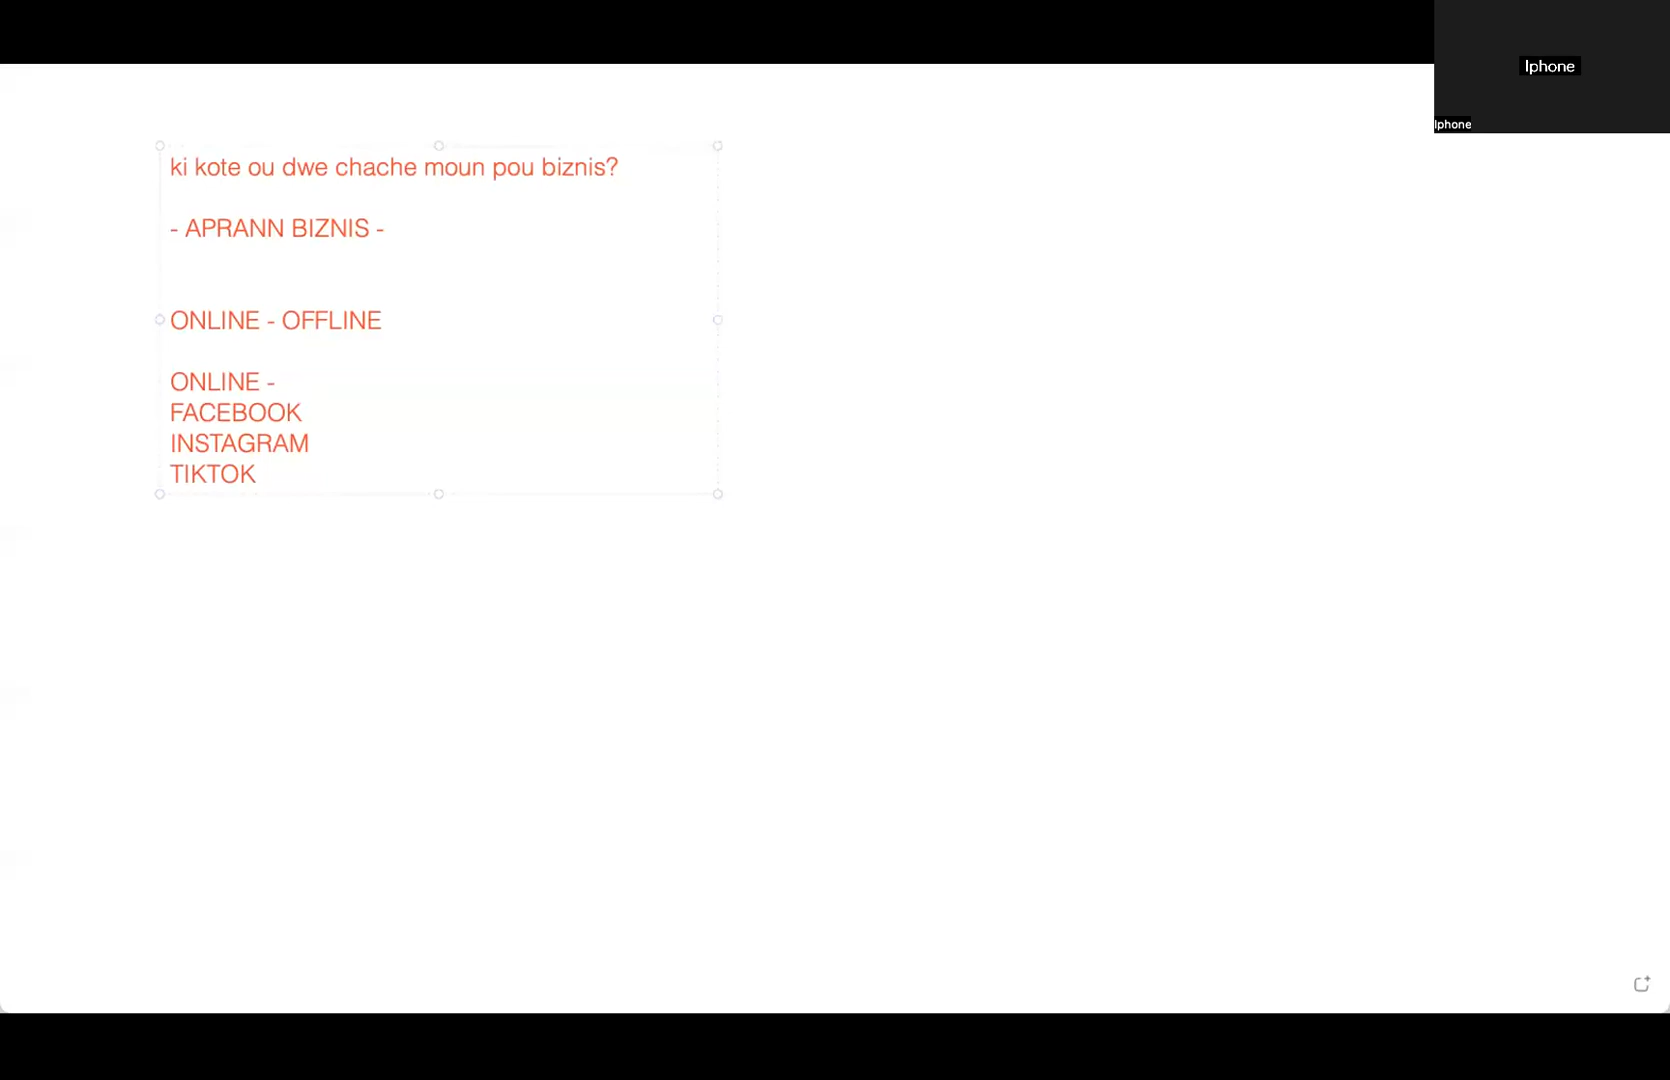 Iphone
Iphone
ki kote ou dwe chache moun pou biznis?
- APRANN BIZNIS -
ONLINE - OFFLINE
ONLINE -
FACEBOOK
INSTAGRAM
TIKTOK